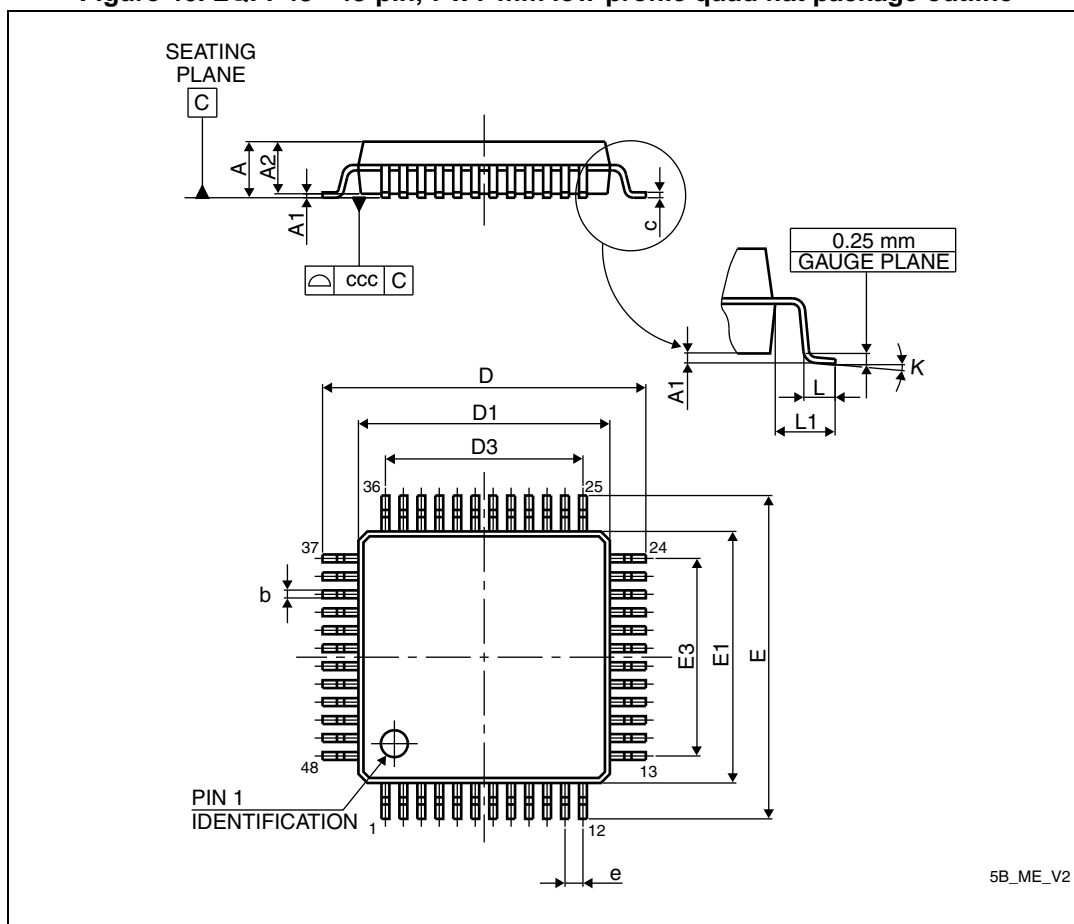 SEATING
PLANE
C
A
A2
A1
c
ccc C
0.25 mm
GAUGE PLANE
A1
K
L
L1
D
D1
D3
36
25
37
24
b
E3
E1
E
48
13
PIN 1
IDENTIFICATION
1
12
e
5B_ME_V2